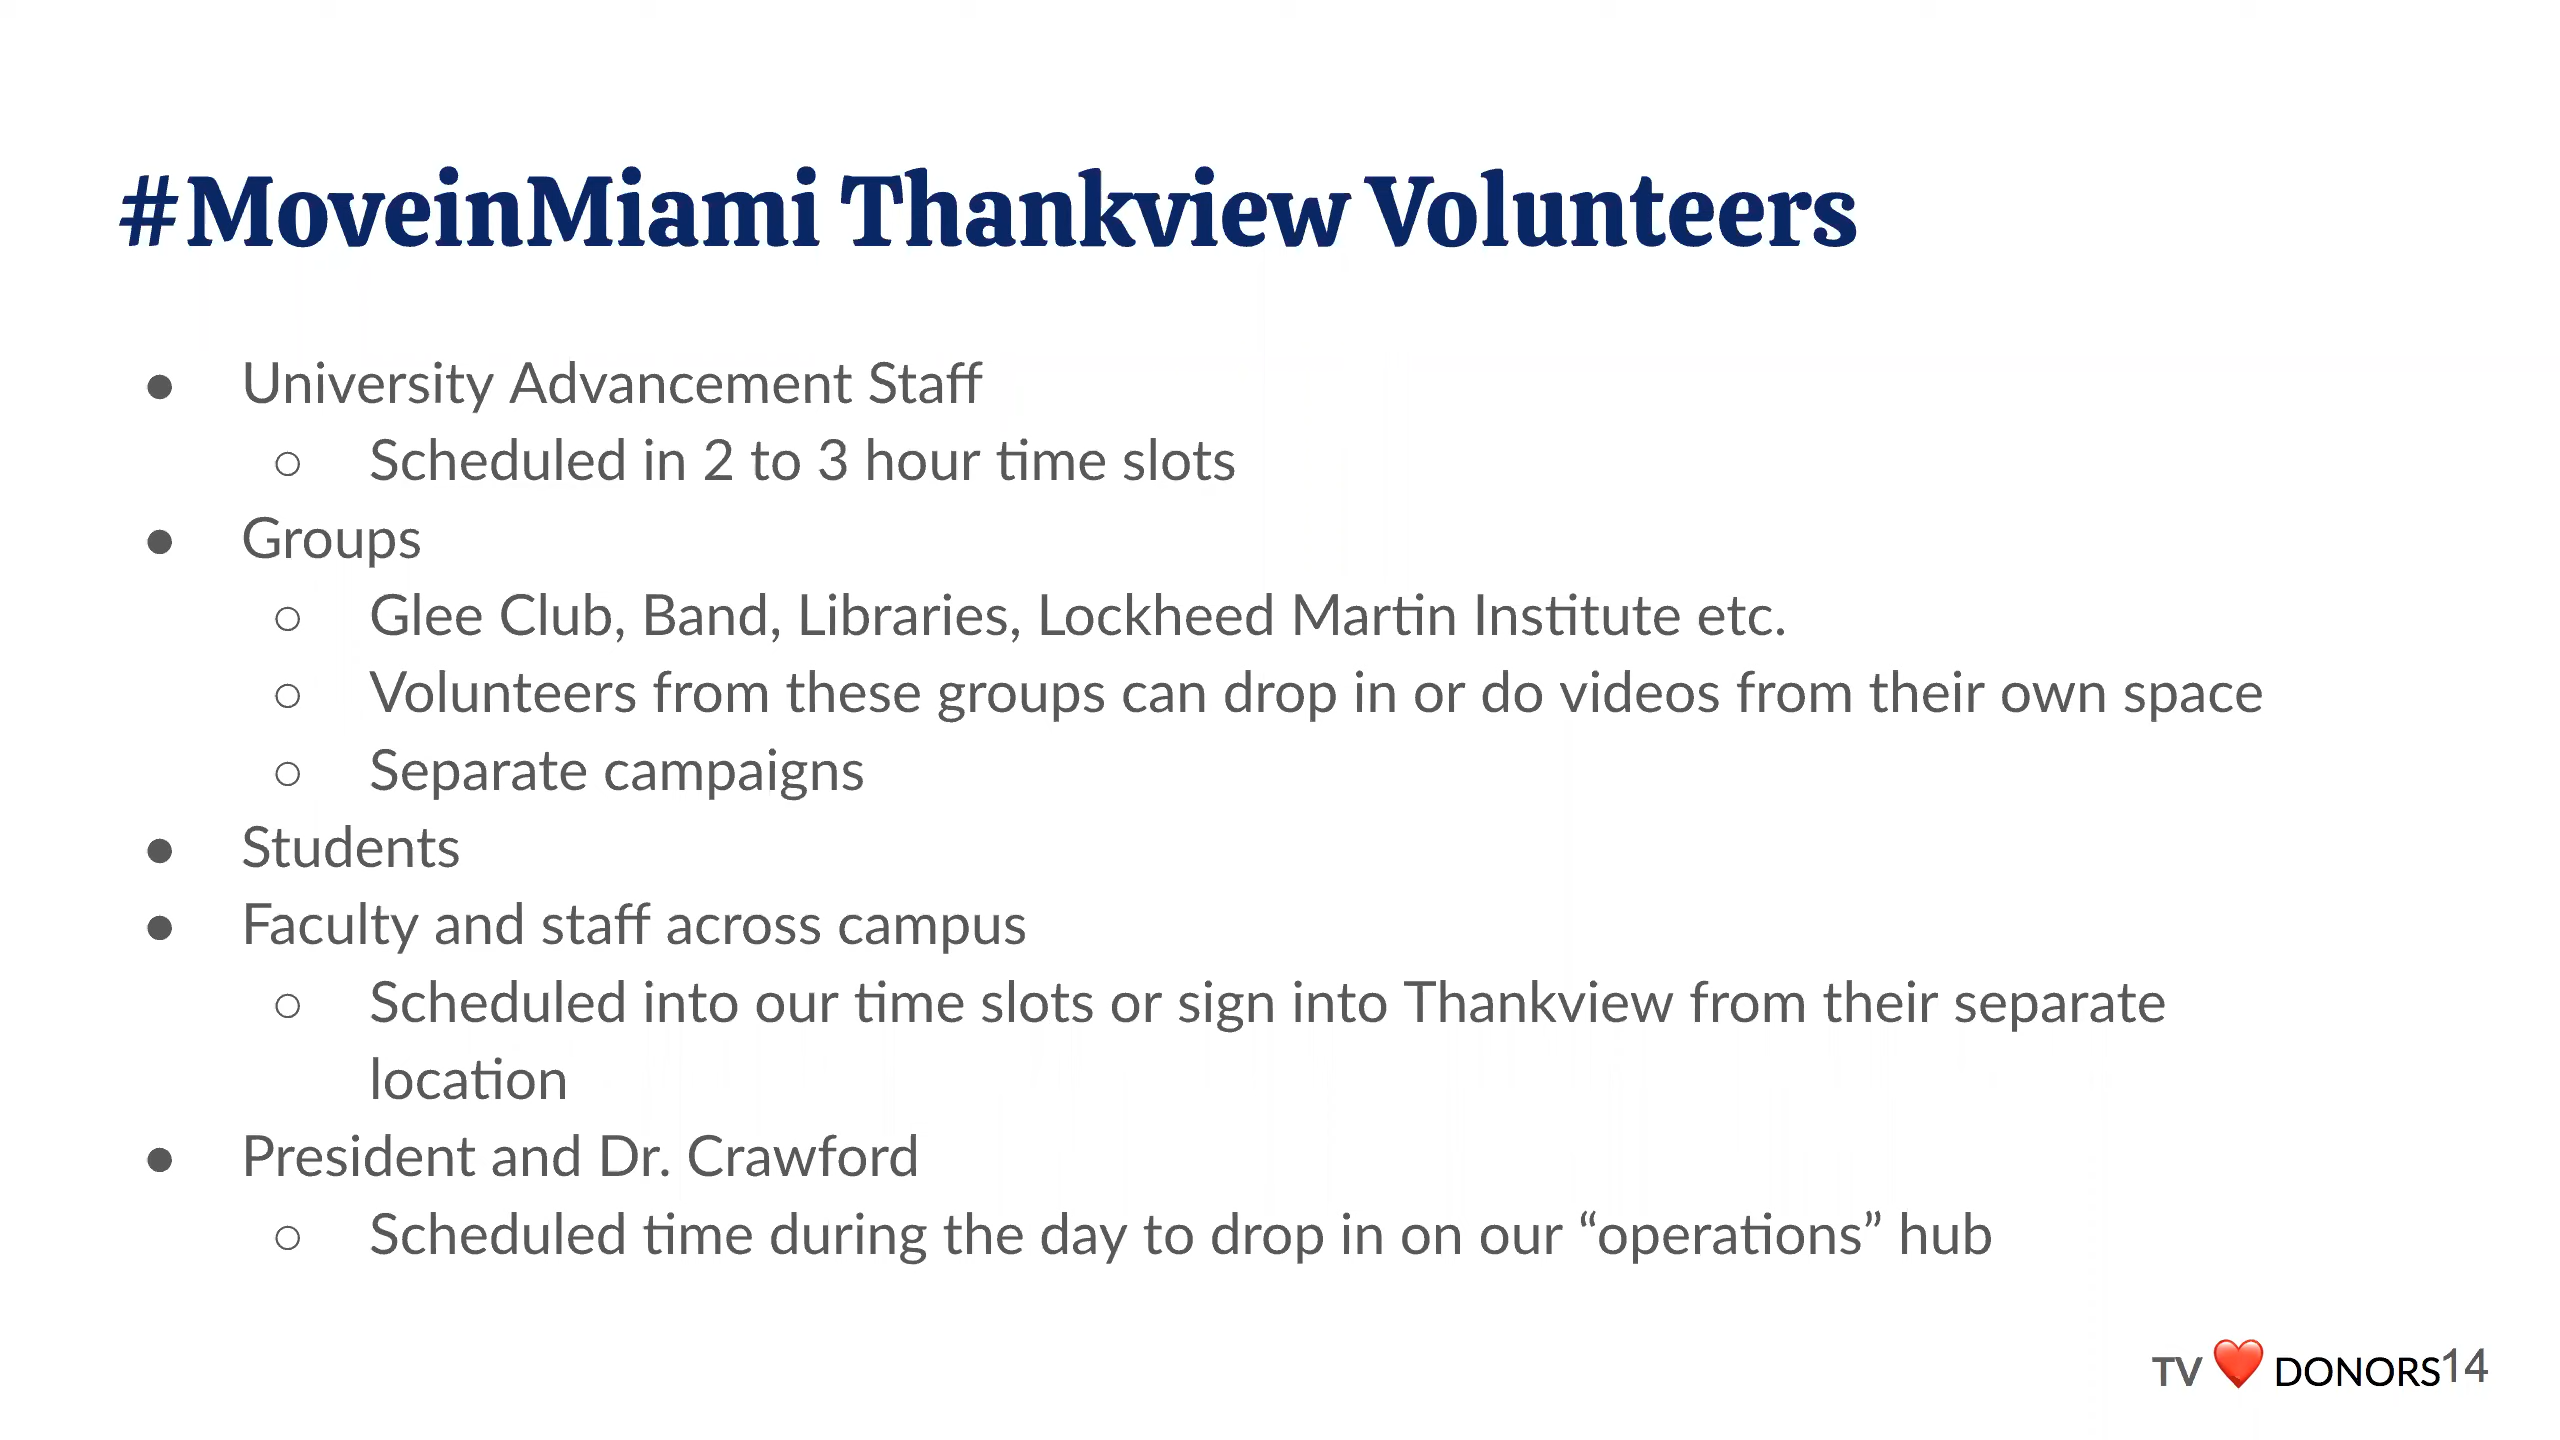 #MoveinMiami Thankview Volunteers
● University Advancement Staff
○ Scheduled in 2 to 3 hour time slots
● Groups
○ Glee Club, Band, Libraries, Lockheed Martin Institute etc.
○ Volunteers from these groups can drop in or do videos from their own space
○ Separate campaigns
● Students
● Faculty and staff across campus
○ Scheduled into our time slots or sign into Thankview from their separate
location
● President and Dr. Crawford
○ Scheduled time during the day to drop in on our “operations” hub
TV ❤️ DONORS14